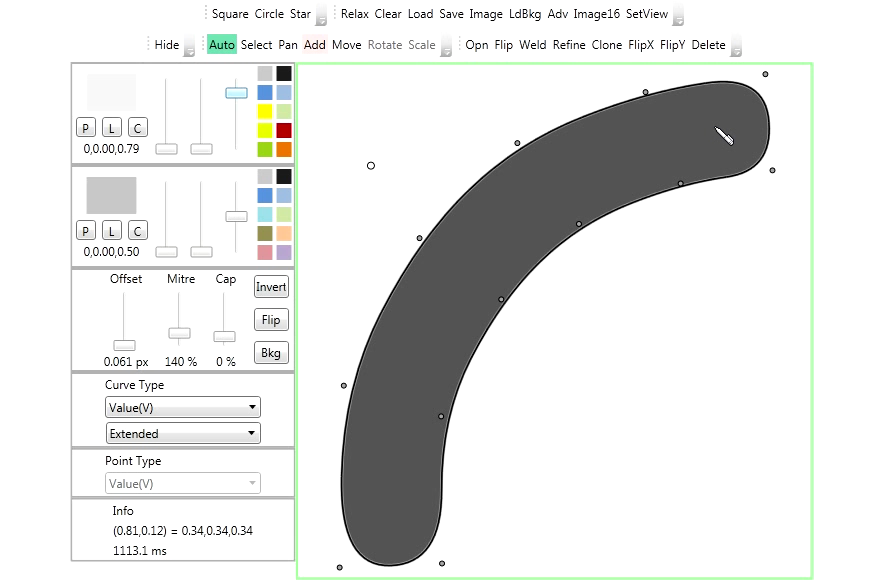 Square Circle Star Relax Clear Load Save Image LdBkg Adv Image16 SetView
Hide Auto Select Pan Add Move Rotate Scale Opn Flip Weld Refine Clone FlipX FlipY Delete
P L C
0,0.00,0.79
P L C
0,0.00,0.50
Offset Mitre Cap
Invert
Flip
Bkg
0.061 px 140 % 0 %
Curve Type
Value(V)
Extended
Point Type
Value(V)
Info
(0.81,0.12) = 0.34,0.34,0.34
1113.1 ms